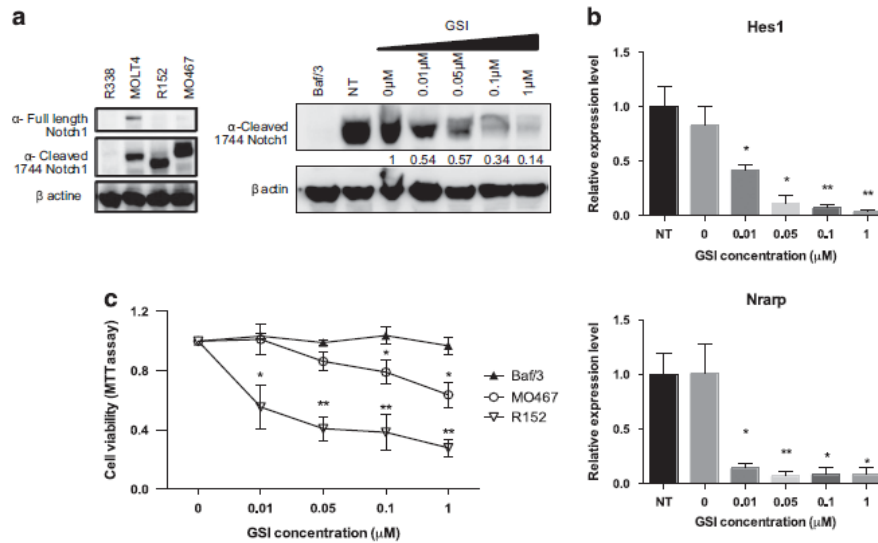 a
R338
MOLT4
R152
MO467
α- Full length
Notch1
α- Cleaved
1744 Notch1
β actine
GSI
Baf/3
NT
0μM
0.01μM
0.05μM
0.1μM
1μM
α-Cleaved
1744 Notch1
1 0.54 0.57 0.34 0.14
β actin
b
Hes1
Relative expression level
1.5
1.0
0.5
0.0
*
*
**
**
NT 0 0.01 0.05 0.1 1
GSI concentration (μM)
Nrarp
Relative expression level
1.5
1.0
0.5
0.0
*
**
*
*
NT 0 0.01 0.05 0.1 1
GSI concentration (μM)
c
Cell viability (MTTassay)
1.2
0.8
0.4
0.0
*
*
*
**
**
**
Baf/3
MO467
R152
0 0.01 0.05 0.1 1
GSI concentration (μM)